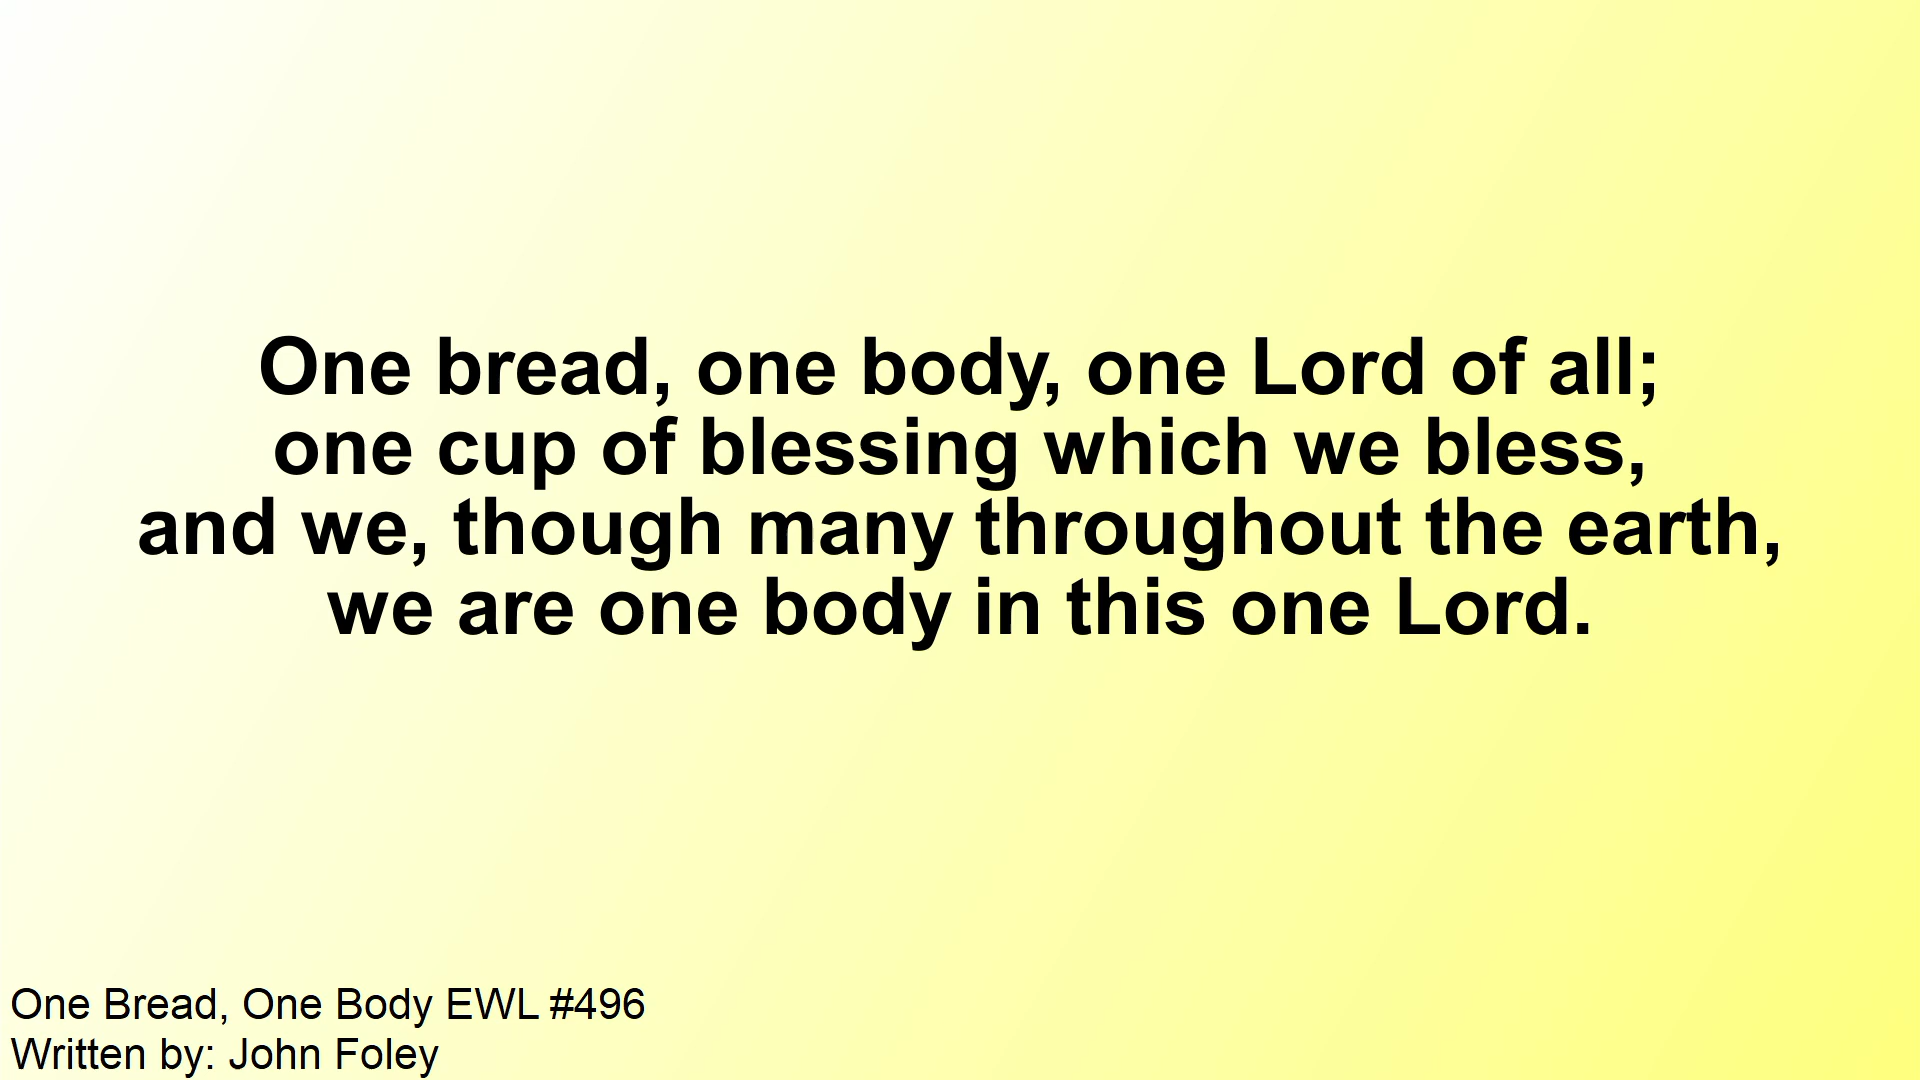 One bread, one body, one Lord of all;
one cup of blessing which we bless,
and we, though many throughout the earth,
we are one body in this one Lord.
One Bread, One Body EWL #496
Written by: John Foley